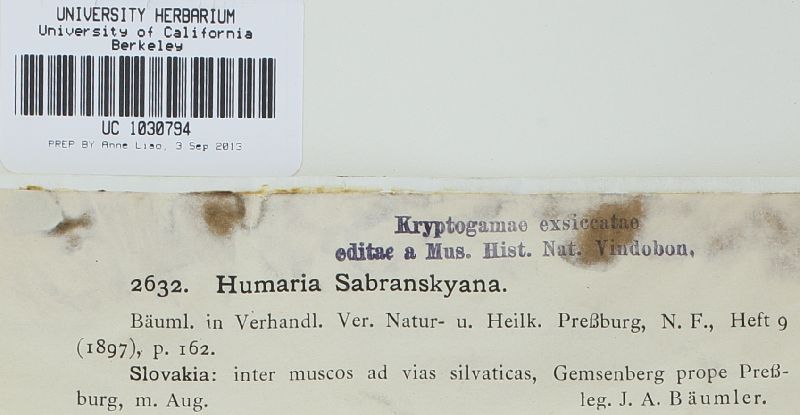 UNIVERSITY HERBARIUM
University of California
Berkeley
UC 1030794
PREP BY Anne Liao, 3 Sep 2013
Kryptogamae exsiccatae
editae a Mus. Hist. Nat. Vindobon.
2632. Humaria Sabranskyana.
Bäuml. in Verhandl. Ver. Natur- u. Heilk. Preßburg, N. F., Heft 9
(1897), p. 162.
Slovakia: inter muscos ad vias silvaticas, Gemsenberg prope Preß-
burg, m. Aug. leg. J. A. Bäumler.